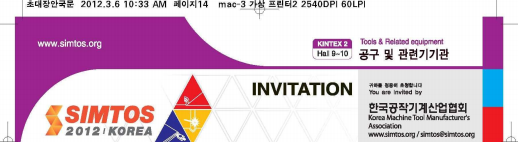 초대장안국문 2012.3.6 10:33 AM 페이지14 mac-3 가상 프린터2 2540DPI 60LPI
www.simtos.org
KINTEX 2
Hall 9~10
Tools & Related equipment
공구 및 관련기기관
INVITATION
귀하를 정중히 초청합니다
You are invited by
한국공작기계산업협회
Korea Machine Tool Manufacturer's
Association
www.simtos.org / simtos@simtos.org
SIMTOS
2012 KOREA